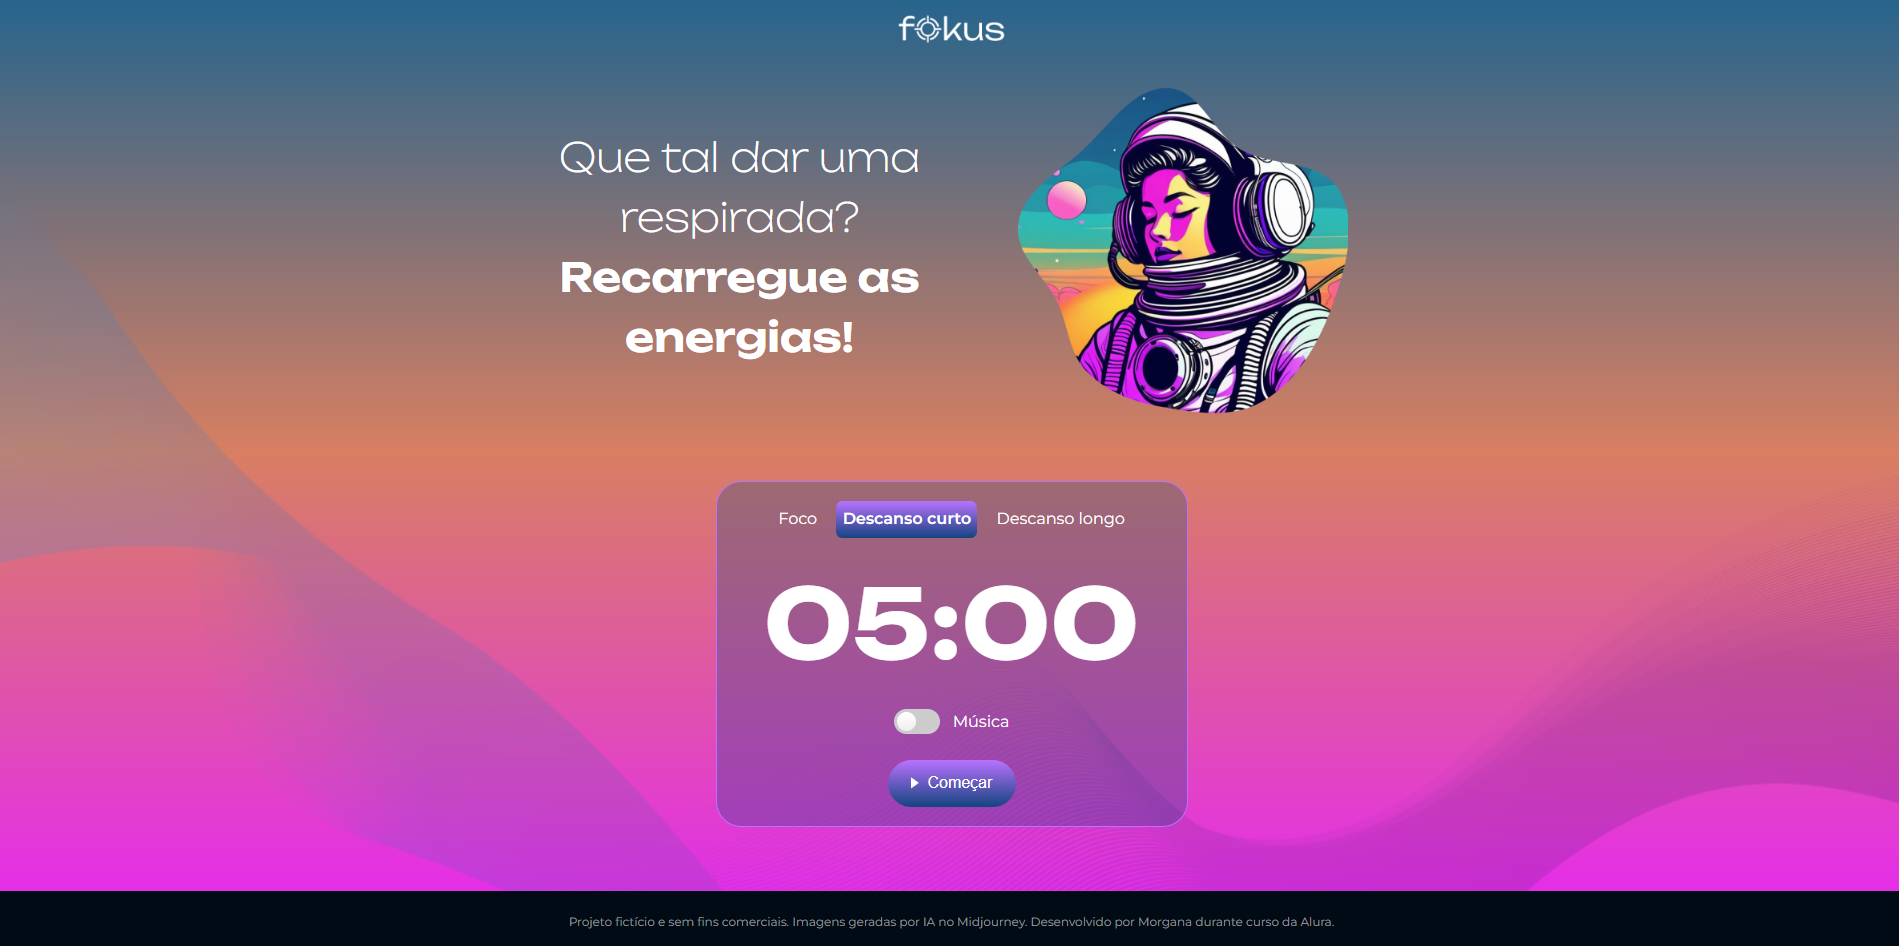 fokus
Que tal dar uma
respirada?
Recarregue as
energias!
Foco Descanso curto Descanso longo
05:00
Música
Começar
Projeto fictício e sem fins comerciais. Imagens geradas por IA no Midjourney. Desenvolvido por Morgana durante curso da Alura.